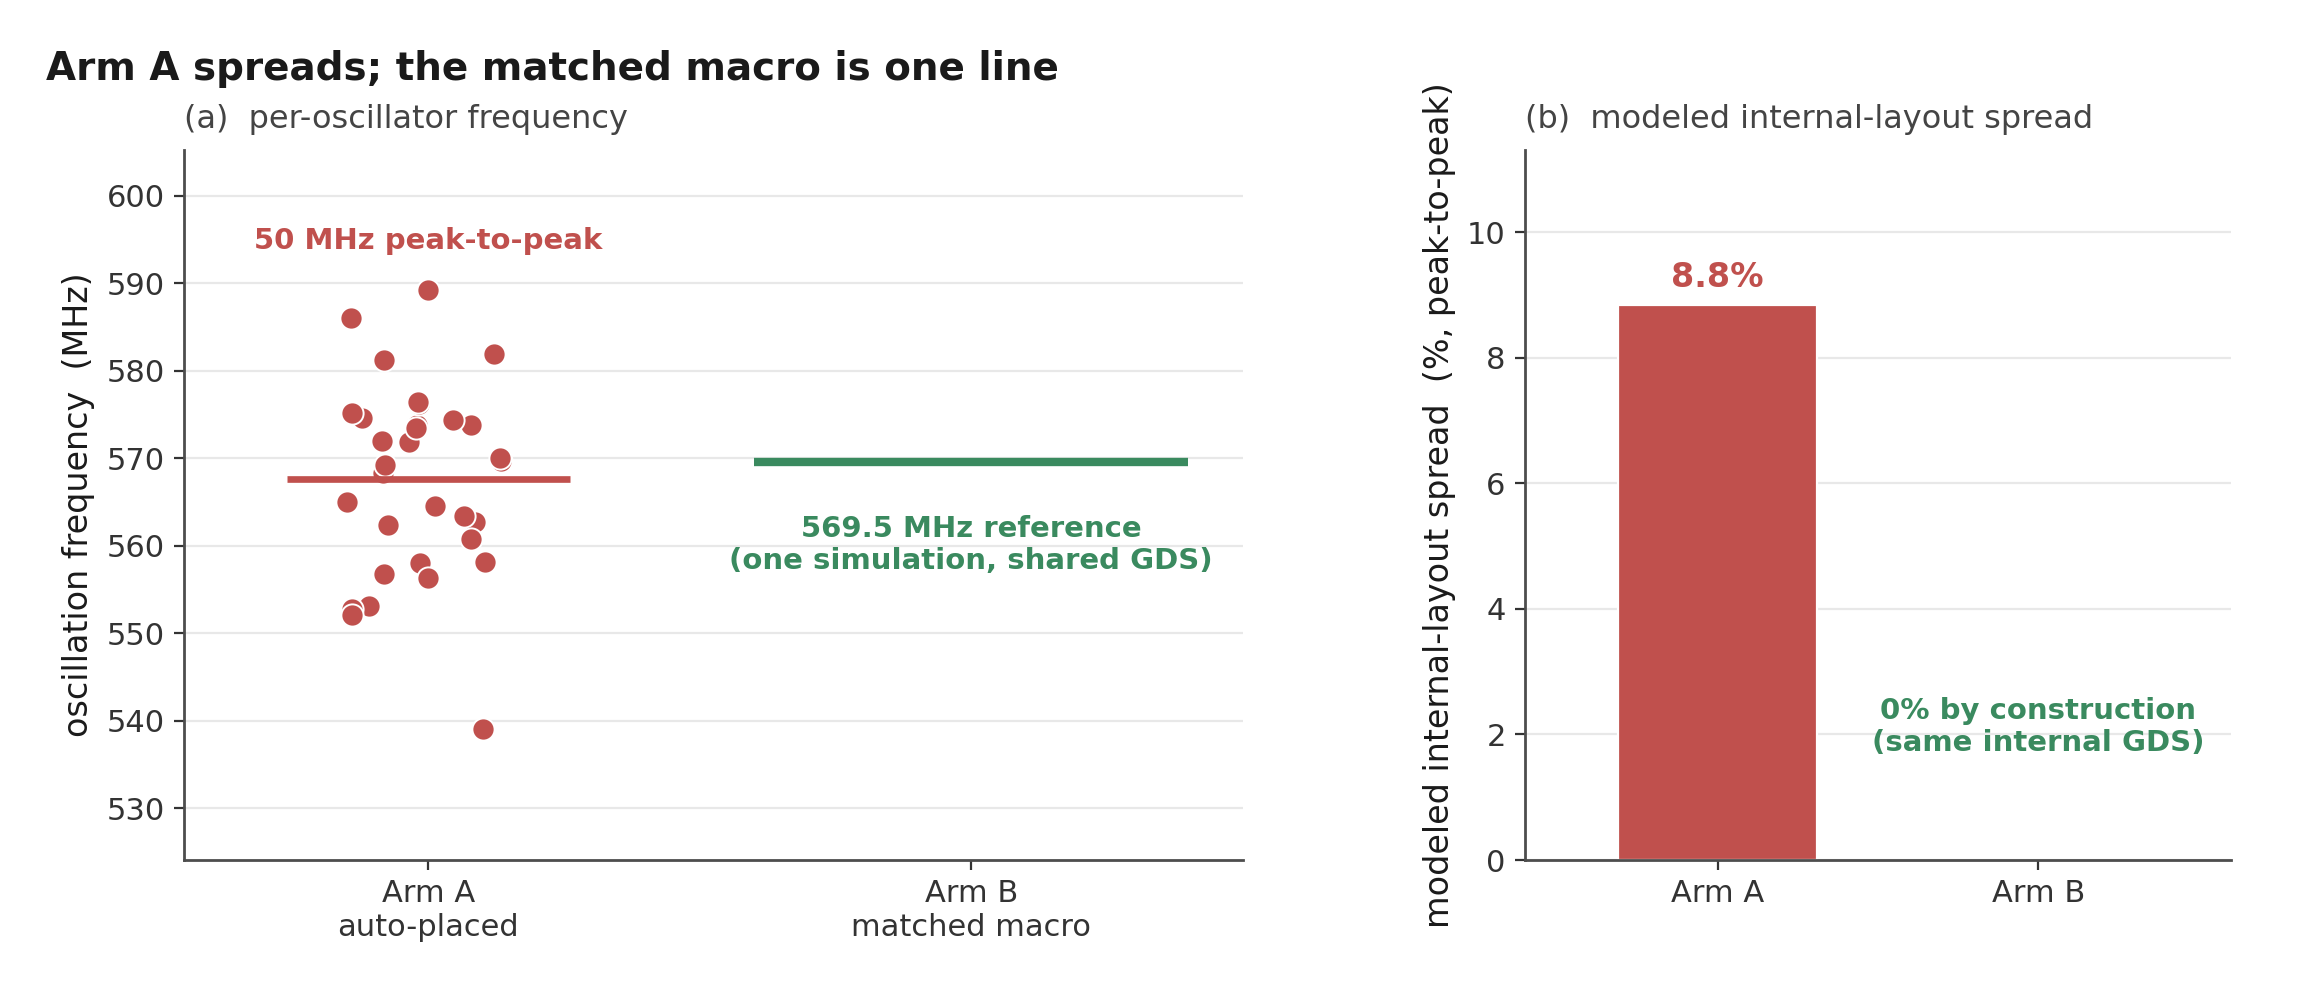 Arm A spreads; the matched macro is one line
(a)  per-oscillator frequency
oscillation frequency  (MHz)
600
590
580
570
560
550
540
530
50 MHz peak-to-peak
569.5 MHz reference
(one simulation, shared GDS)
Arm A
auto-placed
Arm B
matched macro
(b)  modeled internal-layout spread
modeled internal-layout spread  (%, peak-to-peak)
10
8
6
4
2
0
8.8%
0% by construction
(same internal GDS)
Arm A
Arm B